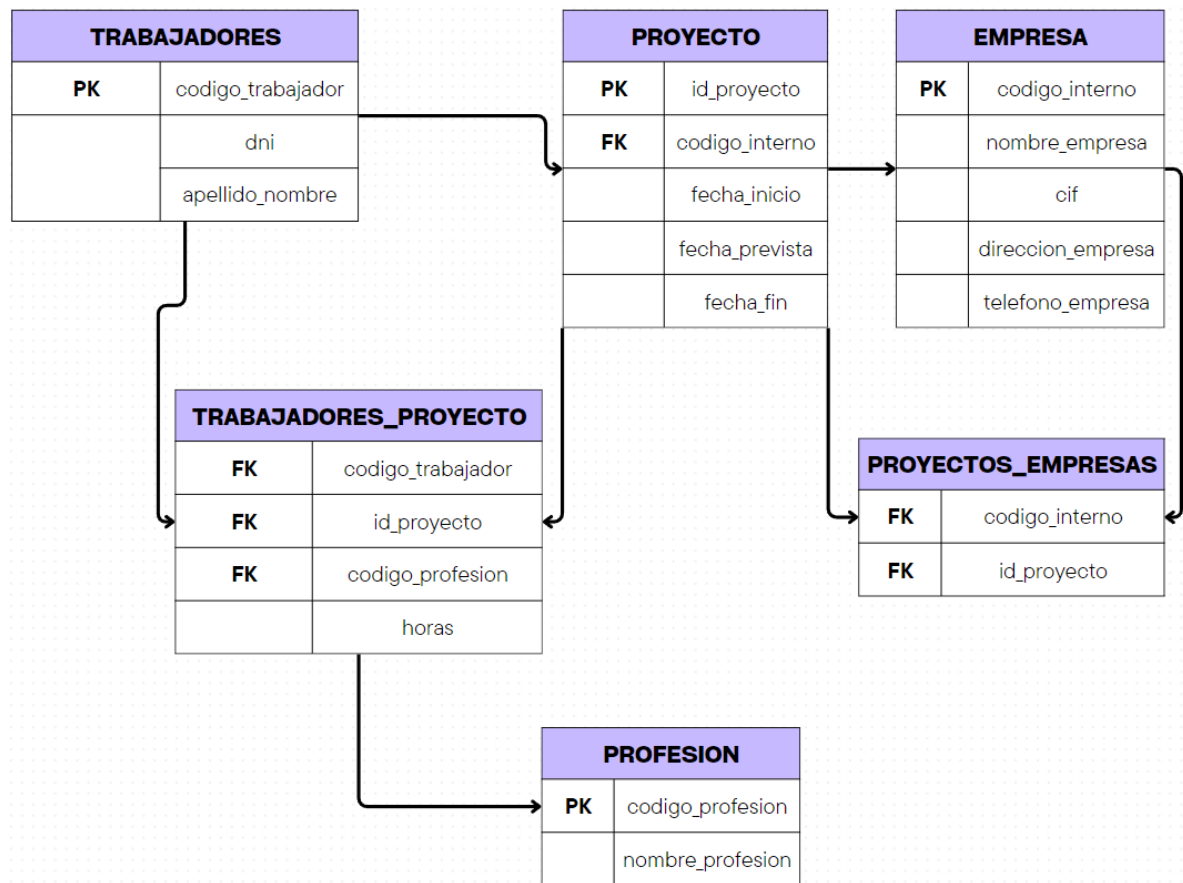 TRABAJADORES
PK codigo_trabajador
dni
apellido_nombre
PROYECTO
PK id_proyecto
FK codigo_interno
fecha_inicio
fecha_prevista
fecha_fin
EMPRESA
PK codigo_interno
nombre_empresa
cif
direccion_empresa
telefono_empresa
TRABAJADORES_PROYECTO
FK codigo_trabajador
FK id_proyecto
FK codigo_profesion
horas
PROYECTOS_EMPRESAS
FK codigo_interno
FK id_proyecto
PROFESION
PK codigo_profesion
nombre_profesion